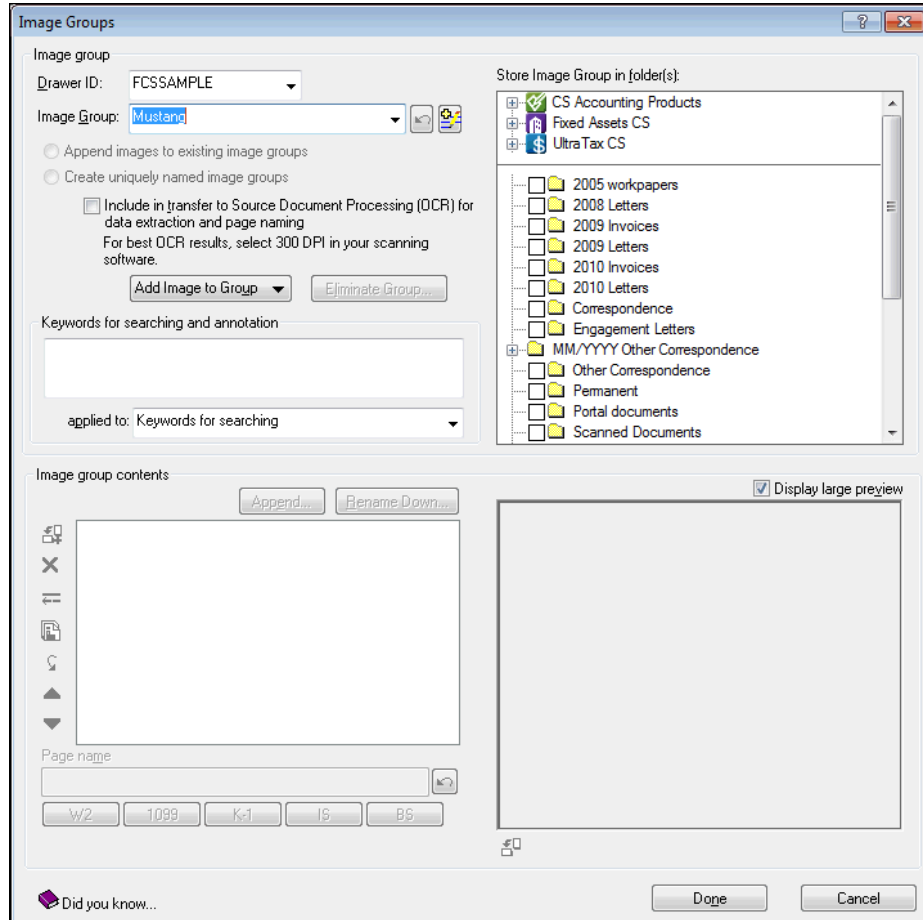 Image Groups
Image group
Drawer ID:
FCSSAMPLE
Image Group:
Mustang
Append images to existing image groups
Create uniquely named image groups
Include in transfer to Source Document Processing (OCR) for
data extraction and page naming
For best OCR results, select 300 DPI in your scanning
software.
Add Image to Group
Eliminate Group...
Keywords for searching and annotation
applied to:
Keywords for searching
Store Image Group in folder(s):
CS Accounting Products
Fixed Assets CS
UltraTax CS
2005 workpapers
2008 Letters
2009 Invoices
2009 Letters
2010 Invoices
2010 Letters
Correspondence
Engagement Letters
MM/YYYY Other Correspondence
Other Correspondence
Permanent
Portal documents
Scanned Documents
Image group contents
Append...
Rename Down...
Display large preview
Page name
W2
1099
K-1
IS
BS
Did you know...
Done
Cancel